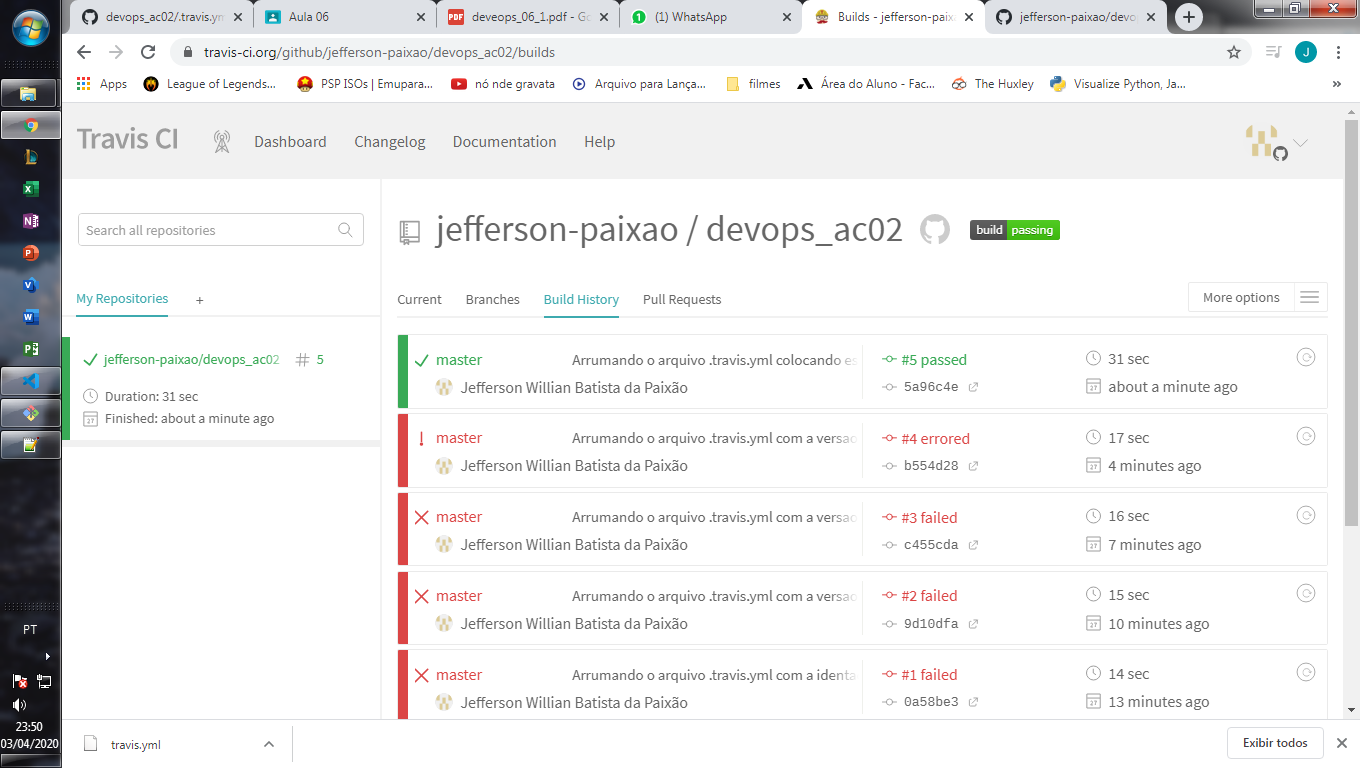 devops_ac02/.travis.ym
Aula 06
deveops_06_1.pdf - Go
(1) WhatsApp
Builds - jefferson-paixa
jefferson-paixao/devo
travis-ci.org/github/jefferson-paixao/devops_ac02/builds
J
Apps
League of Legends...
PSP ISOs | Emupara...
nó nde gravata
Arquivo para Lança...
filmes
Área do Aluno - Fac...
The Huxley
Visualize Python, Ja...
»
Travis CI
Dashboard
Changelog
Documentation
Help
Search all repositories
My Repositories
+
jefferson-paixao/devops_ac02
# 5
Duration: 31 sec
Finished: about a minute ago
jefferson-paixao / devops_ac02
build passing
Current
Branches
Build History
Pull Requests
More options
master
Arrumando o arquivo .travis.yml colocando es
#5 passed
31 sec
Jefferson Willian Batista da Paixão
5a96c4e
about a minute ago
master
Arrumando o arquivo .travis.yml com a versao
#4 errored
17 sec
Jefferson Willian Batista da Paixão
b554d28
4 minutes ago
master
Arrumando o arquivo .travis.yml com a versao
#3 failed
16 sec
Jefferson Willian Batista da Paixão
c455cda
7 minutes ago
master
Arrumando o arquivo .travis.yml com a versao
#2 failed
15 sec
Jefferson Willian Batista da Paixão
9d10dfa
10 minutes ago
master
Arrumando o arquivo .travis.yml com a identa
#1 failed
14 sec
Jefferson Willian Batista da Paixão
0a58be3
13 minutes ago
PT
23:50
03/04/2020
travis.yml
Exibir todos